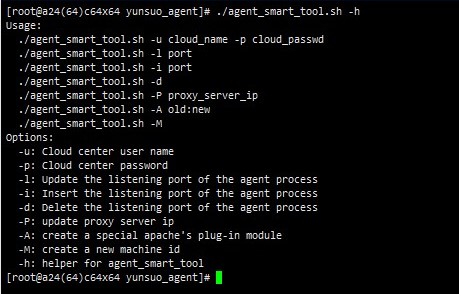 [root@a24(64)c64x64 yunsuo_agent]# ./agent_smart_tool.sh -h
Usage:
./agent_smart_tool.sh -u cloud_name -p cloud_passwd
./agent_smart_tool.sh -l port
./agent_smart_tool.sh -i port
./agent_smart_tool.sh -d
./agent_smart_tool.sh -P proxy_server_ip
./agent_smart_tool.sh -A old:new
./agent_smart_tool.sh -M
Options:
-u: Cloud center user name
-p: Cloud center password
-l: Update the listening port of the agent process
-i: Insert the listening port of the agent process
-d: Delete the listening port of the agent process
-P: update proxy server ip
-A: create a special apache's plug-in module
-M: create a new machine id
-h: helper for agent_smart_tool
[root@a24(64)c64x64 yunsuo_agent]#